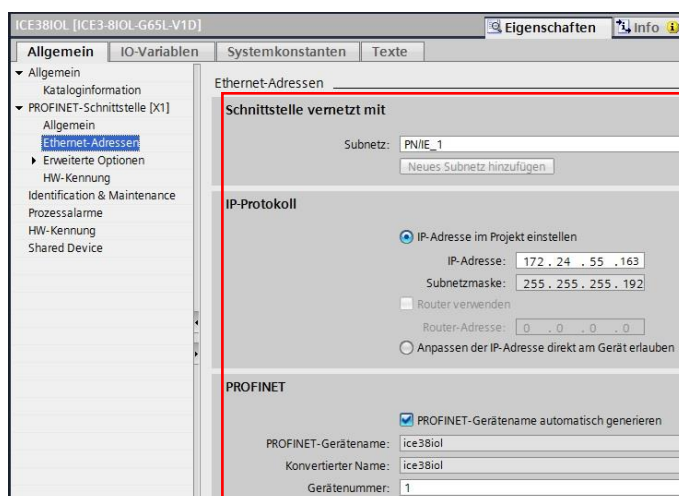 ICE38IOL [ICE3-8IOL-G65L-V1D]
Eigenschaften
Info
Allgemein
IO-Variablen
Systemkonstanten
Texte
Allgemein
Kataloginformation
PROFINET-Schnittstelle [X1]
Allgemein
Ethernet-Adressen
Erweiterte Optionen
HW-Kennung
Identification & Maintenance
Prozessalarme
HW-Kennung
Shared Device
Ethernet-Adressen
Schnittstelle vernetzt mit
Subnetz: PN/IE_1
Neues Subnetz hinzufügen
IP-Protokoll
IP-Adresse im Projekt einstellen
IP-Adresse: 172 . 24 . 55 . 163
Subnetzmaske: 255 . 255 . 255 . 192
Router verwenden
Router-Adresse: 0 . 0 . 0 . 0
Anpassen der IP-Adresse direkt am Gerät erlauben
PROFINET
PROFINET-Gerätename automatisch generieren
PROFINET-Gerätename: ice38iol
Konvertierter Name: ice38iol
Gerätenummer: 1